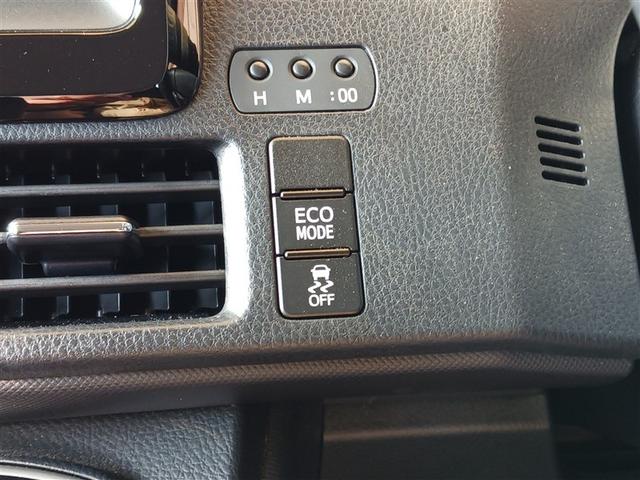 H M :00
ECO
MODE
OFF